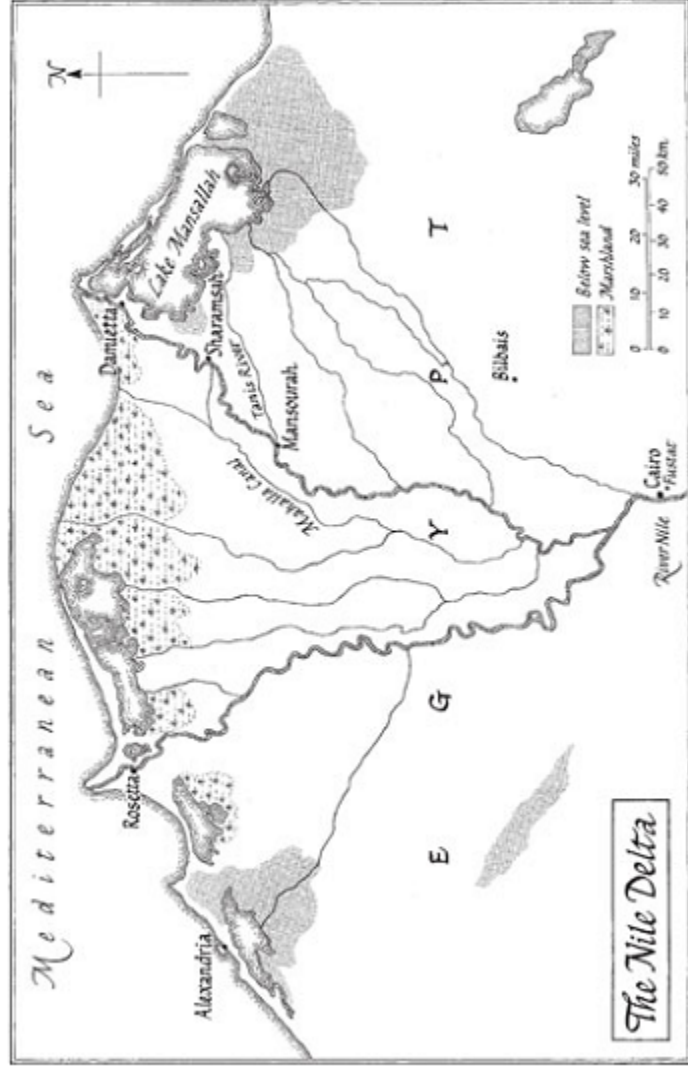 Mediterranean Sea
N
Damietta
Lake Mansallah
Rosetta
Sharamsah
Alexandria
Tanis River
Mansourah
Mahalla Canal
E G Y P T
Bilbais
Cairo
Fustat
River Nile
The Nile Delta
Below sea level
Marshland
0 10 20 30 miles
0 10 20 30 40 50 km.